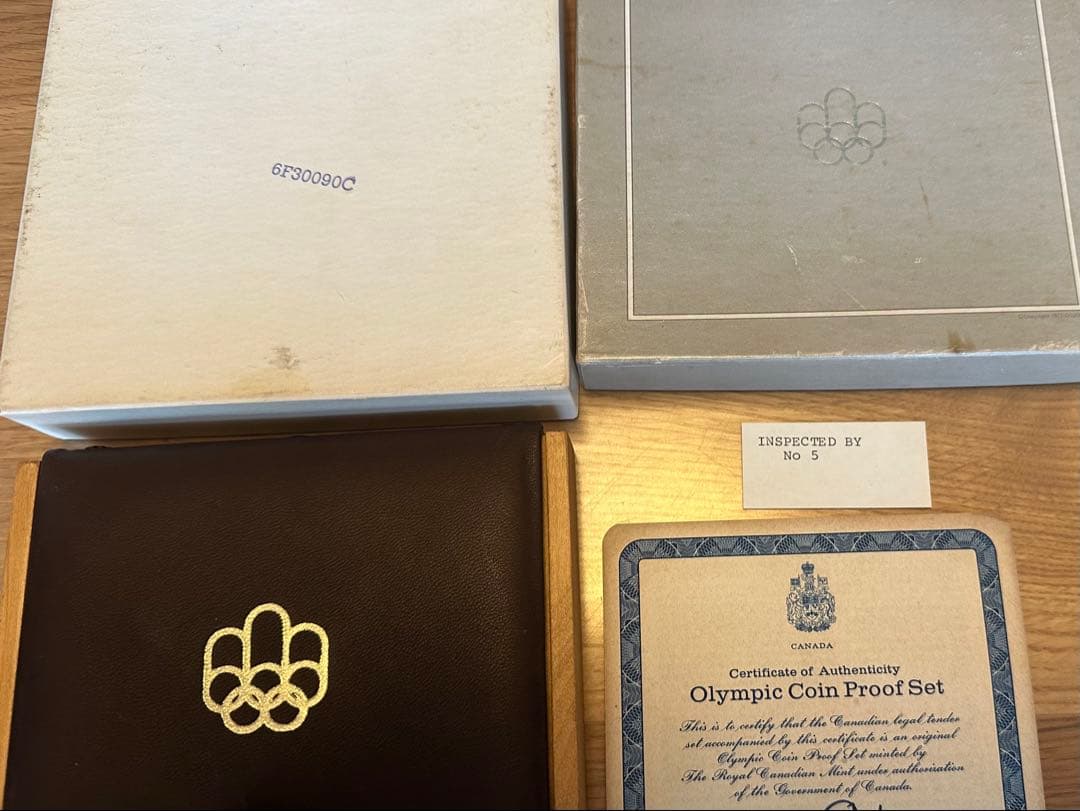 6F30090C
INSPECTED BY
No 5
CANADA
Certificate of Authenticity
Olympic Coin Proof Set
This is to certify that the Canadian legal tender
set accompanied by this certificate is an original
Olympic Coin Proof Set minted by
The Royal Canadian Mint under authorization
of the Government of Canada.